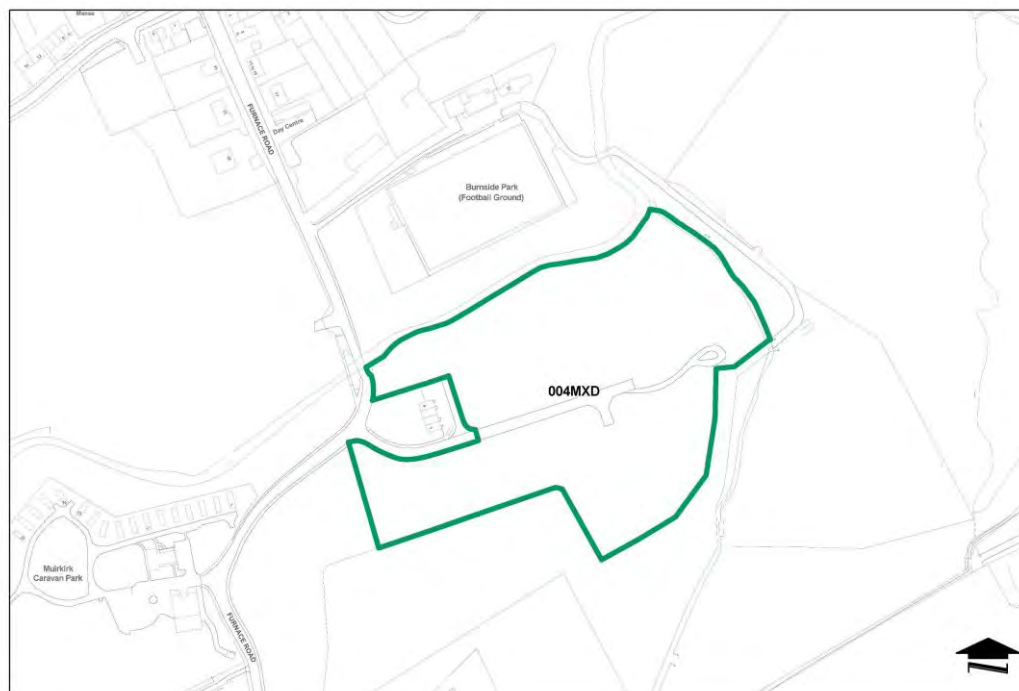 Manse
FURNACE ROAD
Day Centre
Burnside Park
(Football Ground)
004MXD
Muirkirk
Caravan Park
FURNACE ROAD
N